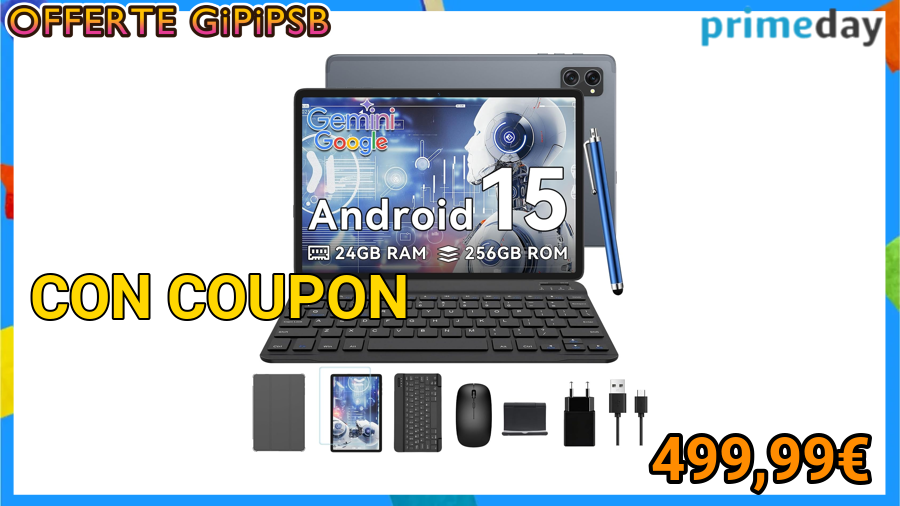 OFFERTE GiPiPSB
primeday
Gemini
Google
Android 15
24GB RAM 256GB ROM
CON COUPON
499,99€